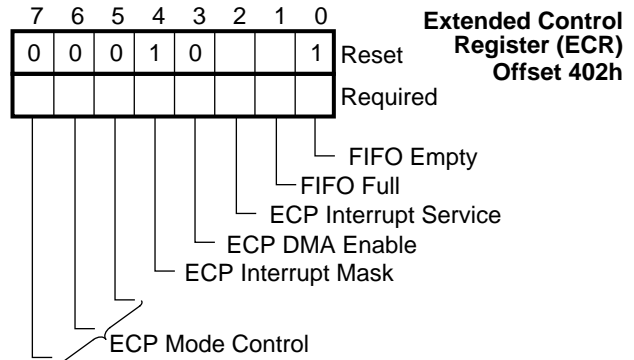 7 6 5 4 3 2 1 0
Extended Control
Register (ECR)
Offset 402h
0 0 0 1 0 1 Reset
Required
FIFO Empty
FIFO Full
ECP Interrupt Service
ECP DMA Enable
ECP Interrupt Mask
ECP Mode Control